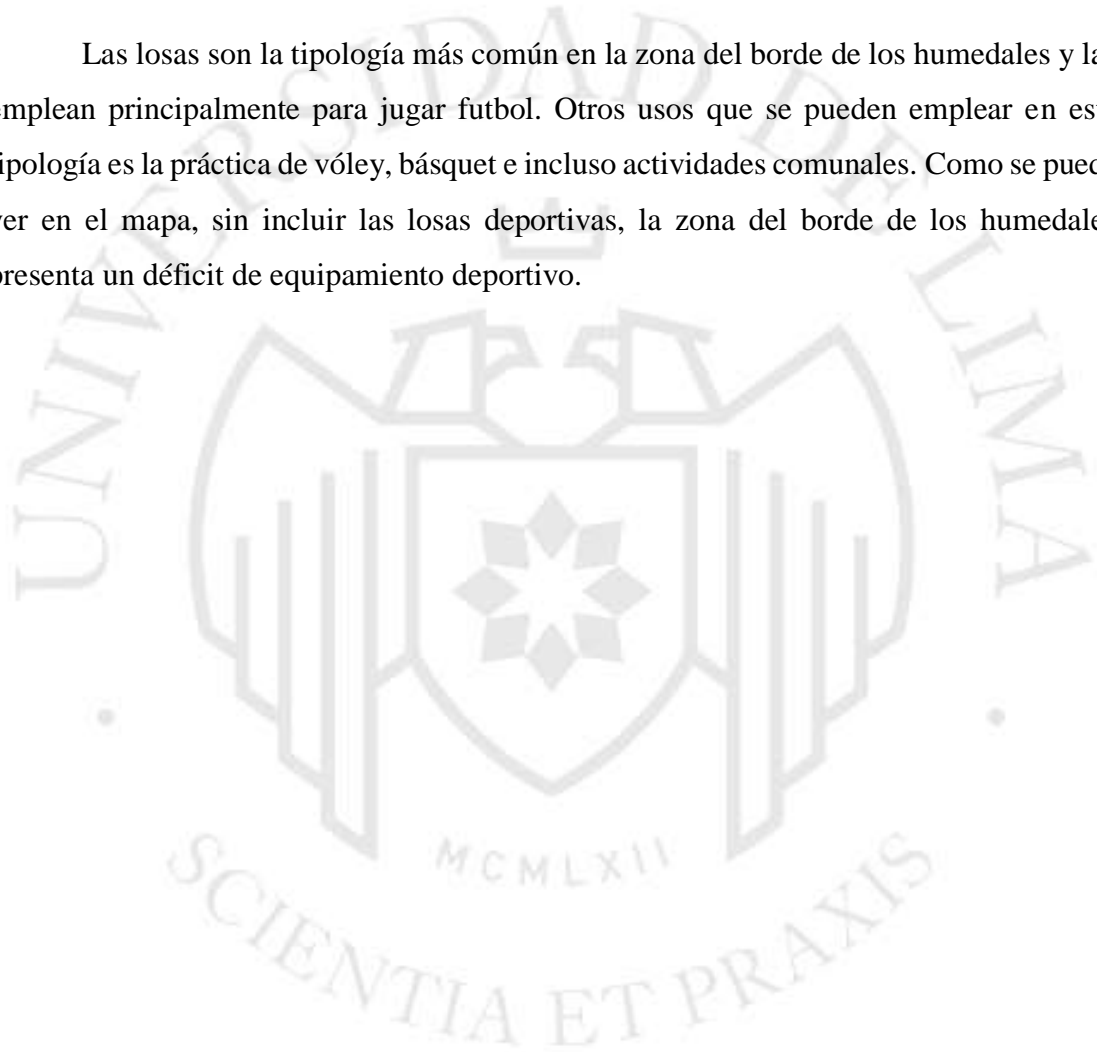 Las losas son la tipología más común en la zona del borde de los humedales y la
emplean principalmente para jugar futbol. Otros usos que se pueden emplear en est
tipología es la práctica de vóley, básquet e incluso actividades comunales. Como se pued
ver en el mapa, sin incluir las losas deportivas, la zona del borde de los humedale
presenta un déficit de equipamiento deportivo.
UNIVERSIDAD DE LIMA
MCMLXII
SCIENTIA ET PRAXIS